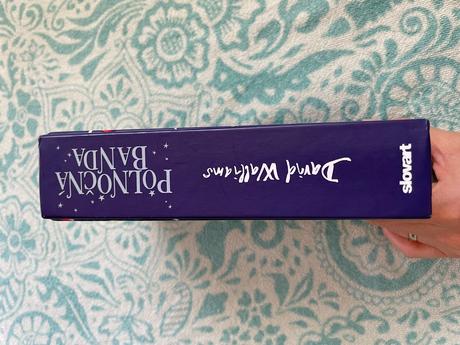 POLNOČNÁ
BANDA
David Walliams
slovart